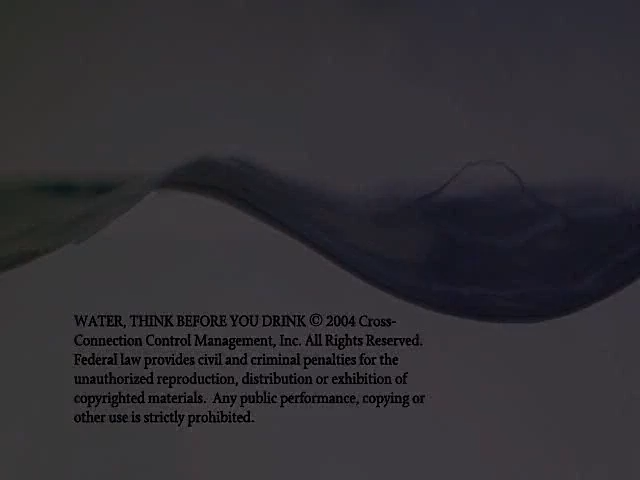 WATER, THINK BEFORE YOU DRINK © 2004 Cross-
Connection Control Management, Inc. All Rights Reserved.
Federal law provides civil and criminal penalties for the
unauthorized reproduction, distribution or exhibition of
copyrighted materials.  Any public performance, copying or
other use is strictly prohibited.